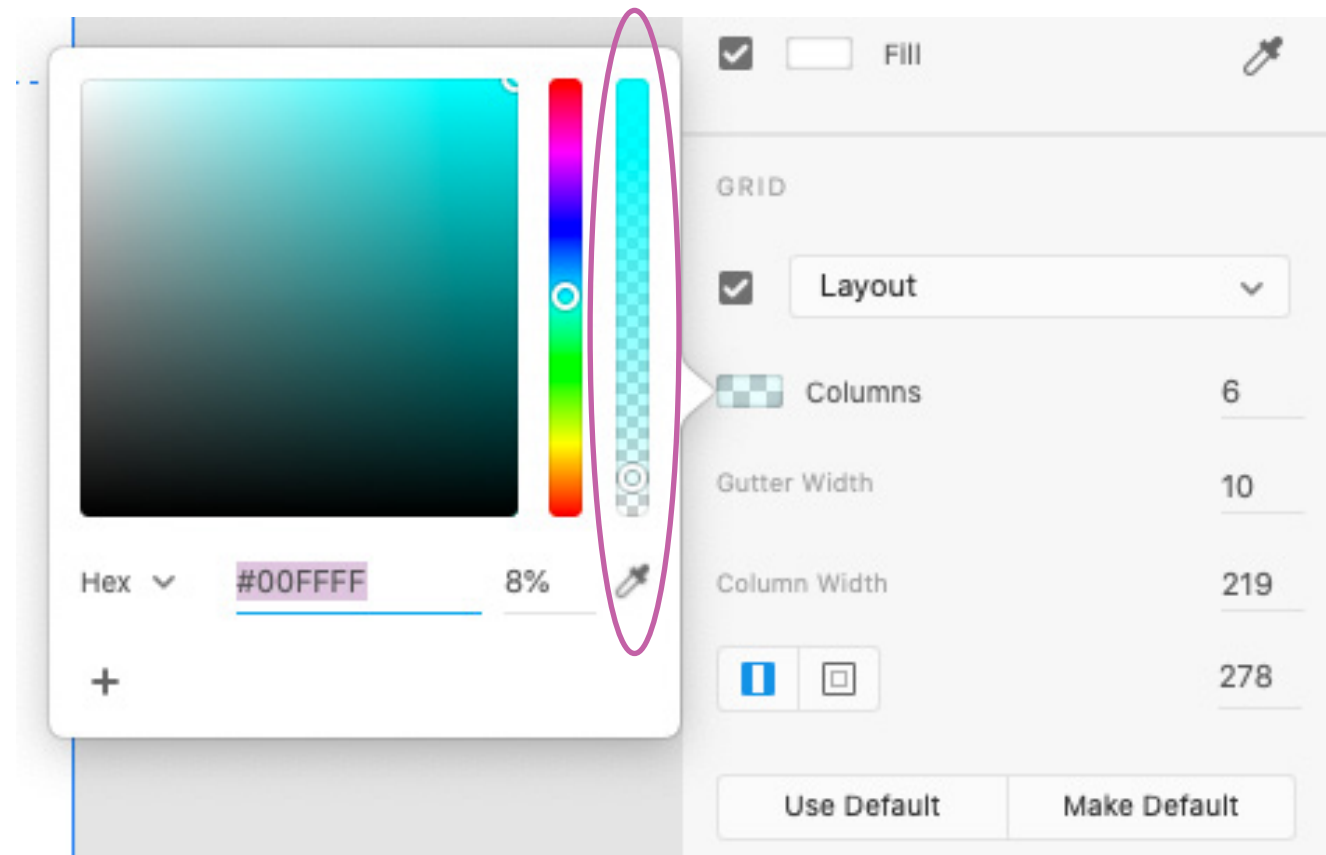 Fill
GRID
Layout
Columns 6
Gutter Width 10
Column Width 219
278
Use Default Make Default
Hex #00FFFF 8%
+